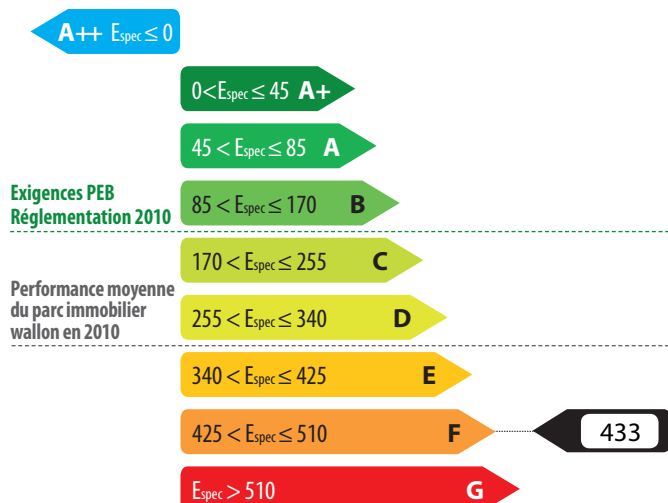 A++ Espec ≤ 0
0<Espec ≤ 45 A+
45 < Espec ≤ 85 A
Exigences PEB
Réglementation 2010
85 < Espec ≤ 170 B
170 < Espec ≤ 255 C
Performance moyenne
du parc immobilier
wallon en 2010
255 < Espec ≤ 340 D
340 < Espec ≤ 425 E
425 < Espec ≤ 510 F
433
Espec > 510 G